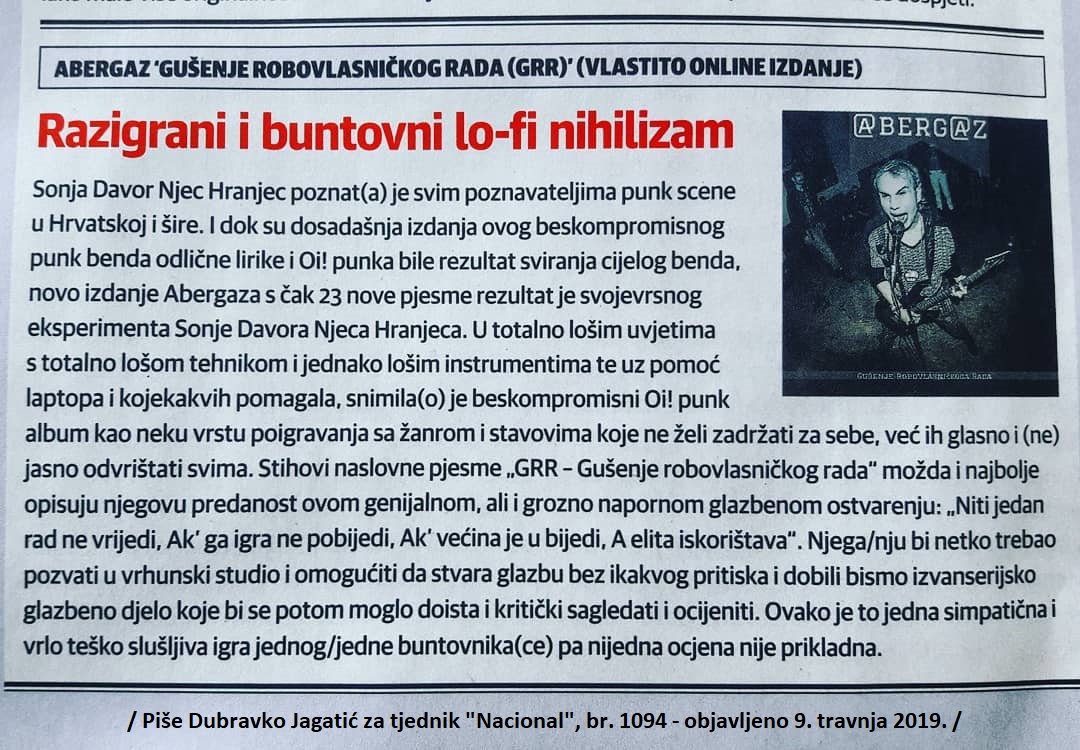 ABERGAZ ‘GUŠENJE ROBOVLASNIČKOG RADA (GRR)’ (VLASTITO ONLINE IZDANJE)
Razigrani i buntovni lo-fi nihilizam
@BERG@Z
GUŠENJE ROBOVLASNIČKOGA RADA
Sonja Davor Njec Hranjec poznat(a) je svim poznavateljima punk scene
u Hrvatskoj i šire. I dok su dosadašnja izdanja ovog beskompromisnog
punk benda odlične lirike i Oi! punka bile rezultat sviranja cijelog benda,
novo izdanje Abergaza s čak 23 nove pjesme rezultat je svojevrsnog
eksperimenta Sonje Davora Njeca Hranjeca. U totalno lošim uvjetima
s totalno lošom tehnikom i jednako lošim instrumentima te uz pomoć
laptopa i kojekakvih pomagala, snimila(o) je beskompromisni Oi! punk
album kao neku vrstu poigravanja sa žanrom i stavovima koje ne želi zadržati za sebe, već ih glasno i (ne)
jasno odvrištati svima. Stihovi naslovne pjesme „GRR – Gušenje robovlasničkog rada“ možda i najbolje
opisuju njegovu predanost ovom genijalnom, ali i grozno napornom glazbenom ostvarenju: „Niti jedan
rad ne vrijedi, Ak’ ga igra ne pobijedi, Ak’ većina je u bijedi, A elita iskorištava“. Njega/nju bi netko trebao
pozvati u vrhunski studio i omogućiti da stvara glazbu bez ikakvog pritiska i dobili bismo izvanserijsko
glazbeno djelo koje bi se potom moglo doista i kritički sagledati i ocijeniti. Ovako je to jedna simpatična i
vrlo teško slušljiva igra jednog/jedne buntovnika(ce) pa nijedna ocjena nije prikladna.
/ Piše Dubravko Jagatić za tjednik "Nacional", br. 1094 - objavljeno 9. travnja 2019. /